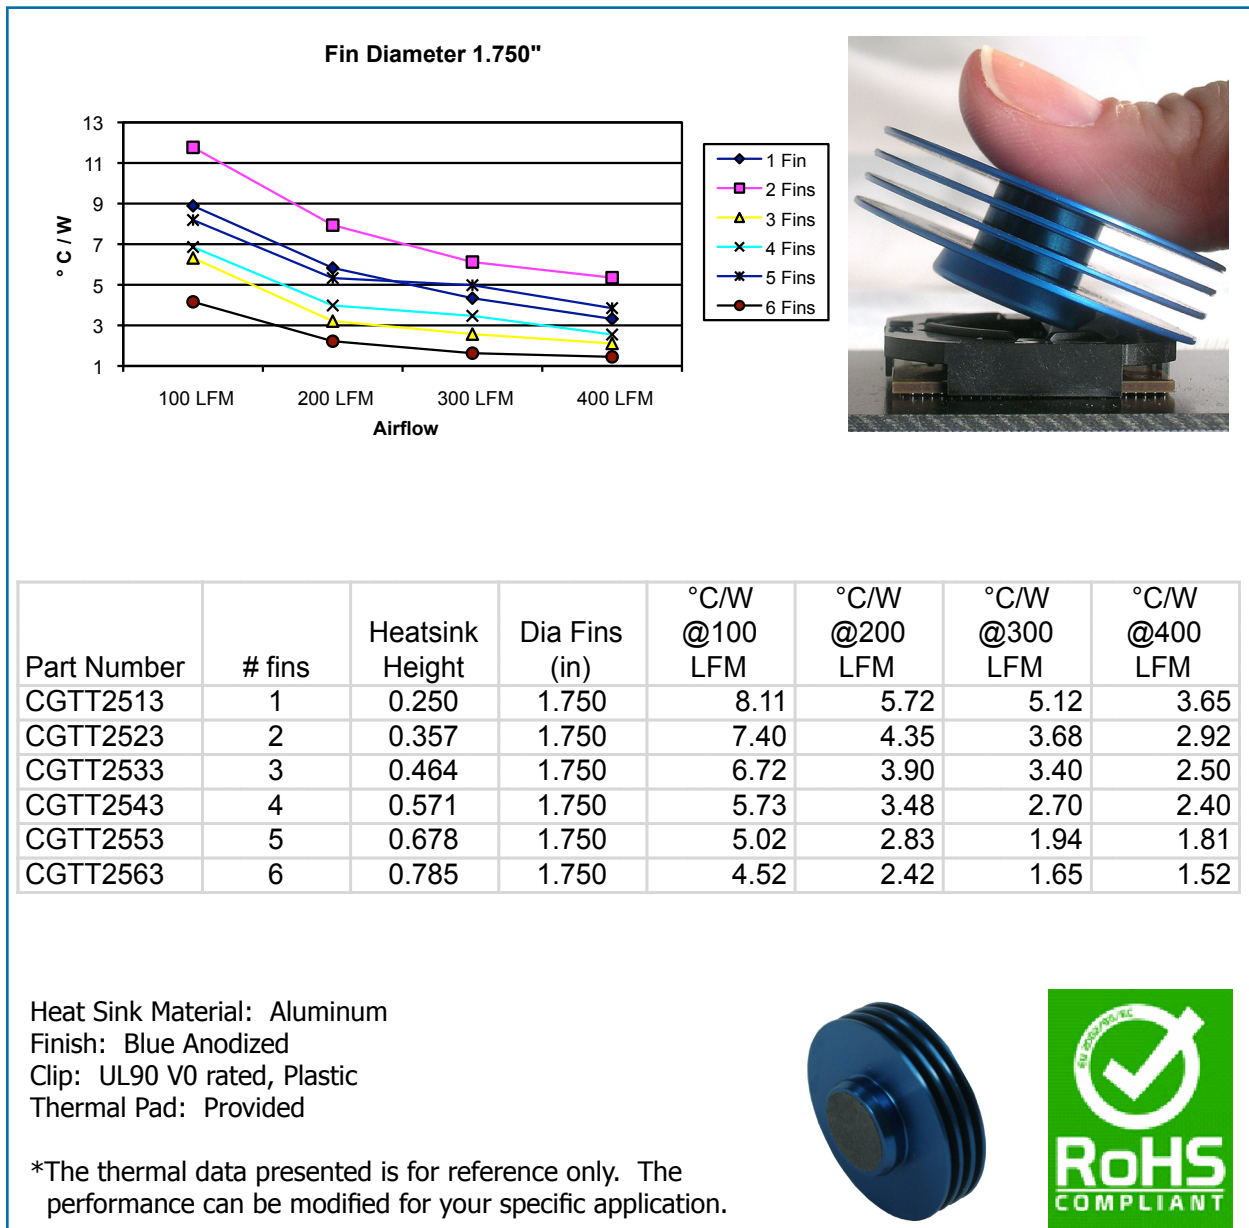 Fin Diameter 1.750"
13
11
9
7
5
3
1
° C / W
100 LFM 200 LFM 300 LFM 400 LFM
Airflow
1 Fin
2 Fins
3 Fins
4 Fins
5 Fins
6 Fins
Part Number # fins Heatsink Height Dia Fins (in) °C/W @100 LFM °C/W @200 LFM °C/W @300 LFM °C/W @400 LFM
CGTT2513 1 0.250 1.750 8.11 5.72 5.12 3.65
CGTT2523 2 0.357 1.750 7.40 4.35 3.68 2.92
CGTT2533 3 0.464 1.750 6.72 3.90 3.40 2.50
CGTT2543 4 0.571 1.750 5.73 3.48 2.70 2.40
CGTT2553 5 0.678 1.750 5.02 2.83 1.94 1.81
CGTT2563 6 0.785 1.750 4.52 2.42 1.65 1.52
Heat Sink Material: Aluminum
Finish: Blue Anodized
Clip: UL90 V0 rated, Plastic
Thermal Pad: Provided
*The thermal data presented is for reference only. The
performance can be modified for your specific application.
EU 2002/95/EC
RoHS
COMPLIANT